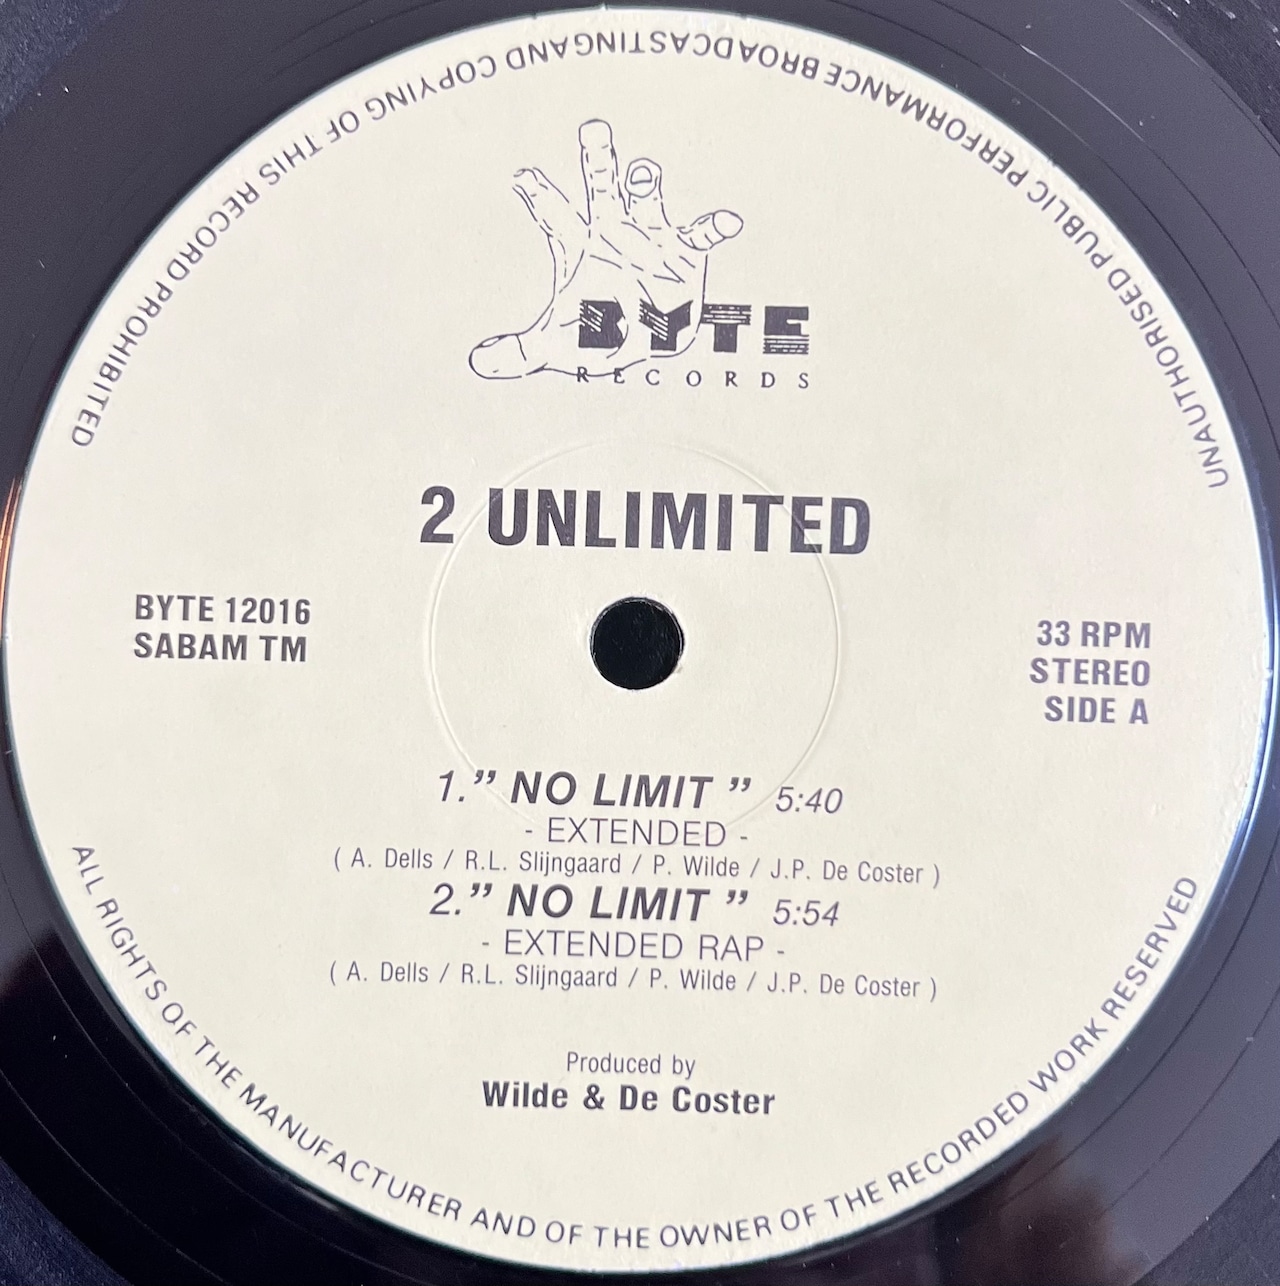 UNAUTHORISED PUBLIC PERFORMANCE BROADCASTING AND COPYING OF THIS RECORD PROHIBITED
BYTE
RECORDS
2 UNLIMITED
BYTE 12016
SABAM TM
33 RPM
STEREO
SIDE A
1.” NO LIMIT ” 5:40
- EXTENDED -
( A. Dells / R.L. Slijngaard / P. Wilde / J.P. De Coster )
2.” NO LIMIT ” 5:54
- EXTENDED RAP -
( A. Dells / R.L. Slijngaard / P. Wilde / J.P. De Coster )
Produced by
Wilde & De Coster
ALL RIGHTS OF THE MANUFACTURER AND OF THE OWNER OF THE RECORDED WORK RESERVED